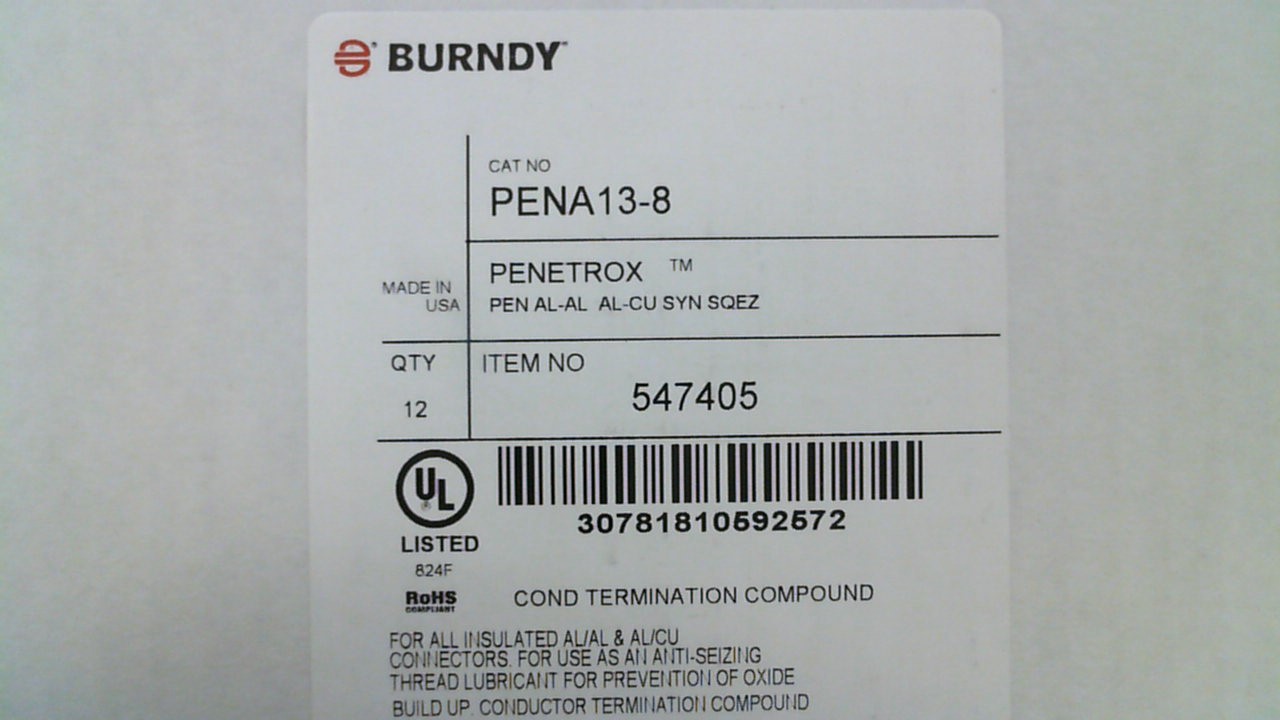 BURNDY™
CAT NO
PENA13-8
MADE IN
USA
PENETROX ™
PEN AL-AL AL-CU SYN SQEZ
QTY
12
ITEM NO
547405
UL
®
LISTED
824F
RoHS
COMPLIANT
30781810592572
COND TERMINATION COMPOUND
FOR ALL INSULATED AL/AL & AL/CU
CONNECTORS. FOR USE AS AN ANTI-SEIZING
THREAD LUBRICANT FOR PREVENTION OF OXIDE
BUILD UP. CONDUCTOR TERMINATION COMPOUND